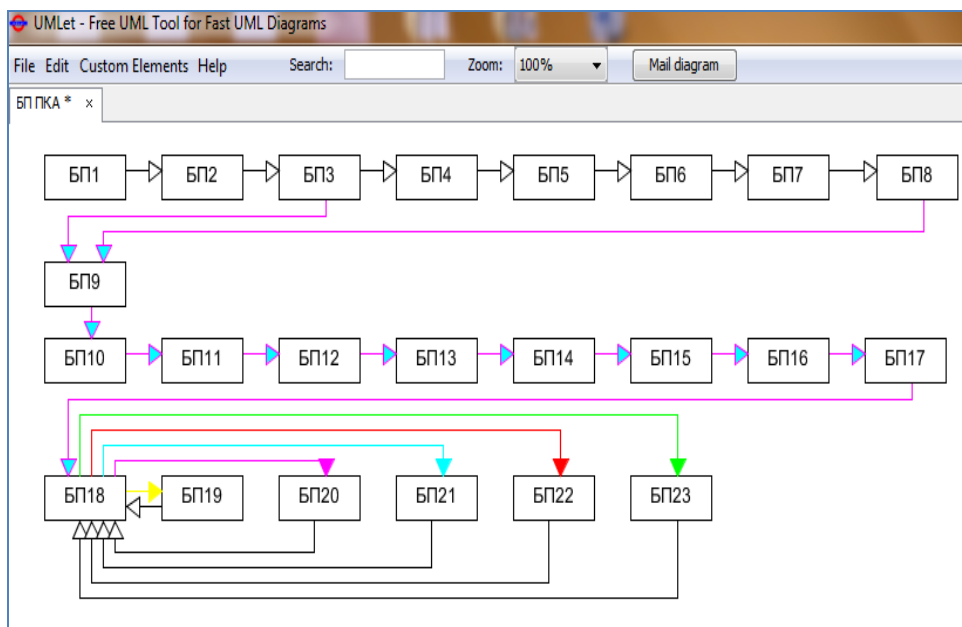 UMLet - Free UML Tool for Fast UML Diagrams
File Edit Custom Elements Help Search: Zoom: 100% Mail diagram
БП ПКА * x
БП1 БП2 БП3 БП4 БП5 БП6 БП7 БП8
БП9
БП10 БП11 БП12 БП13 БП14 БП15 БП16 БП17
БП18 БП19 БП20 БП21 БП22 БП23